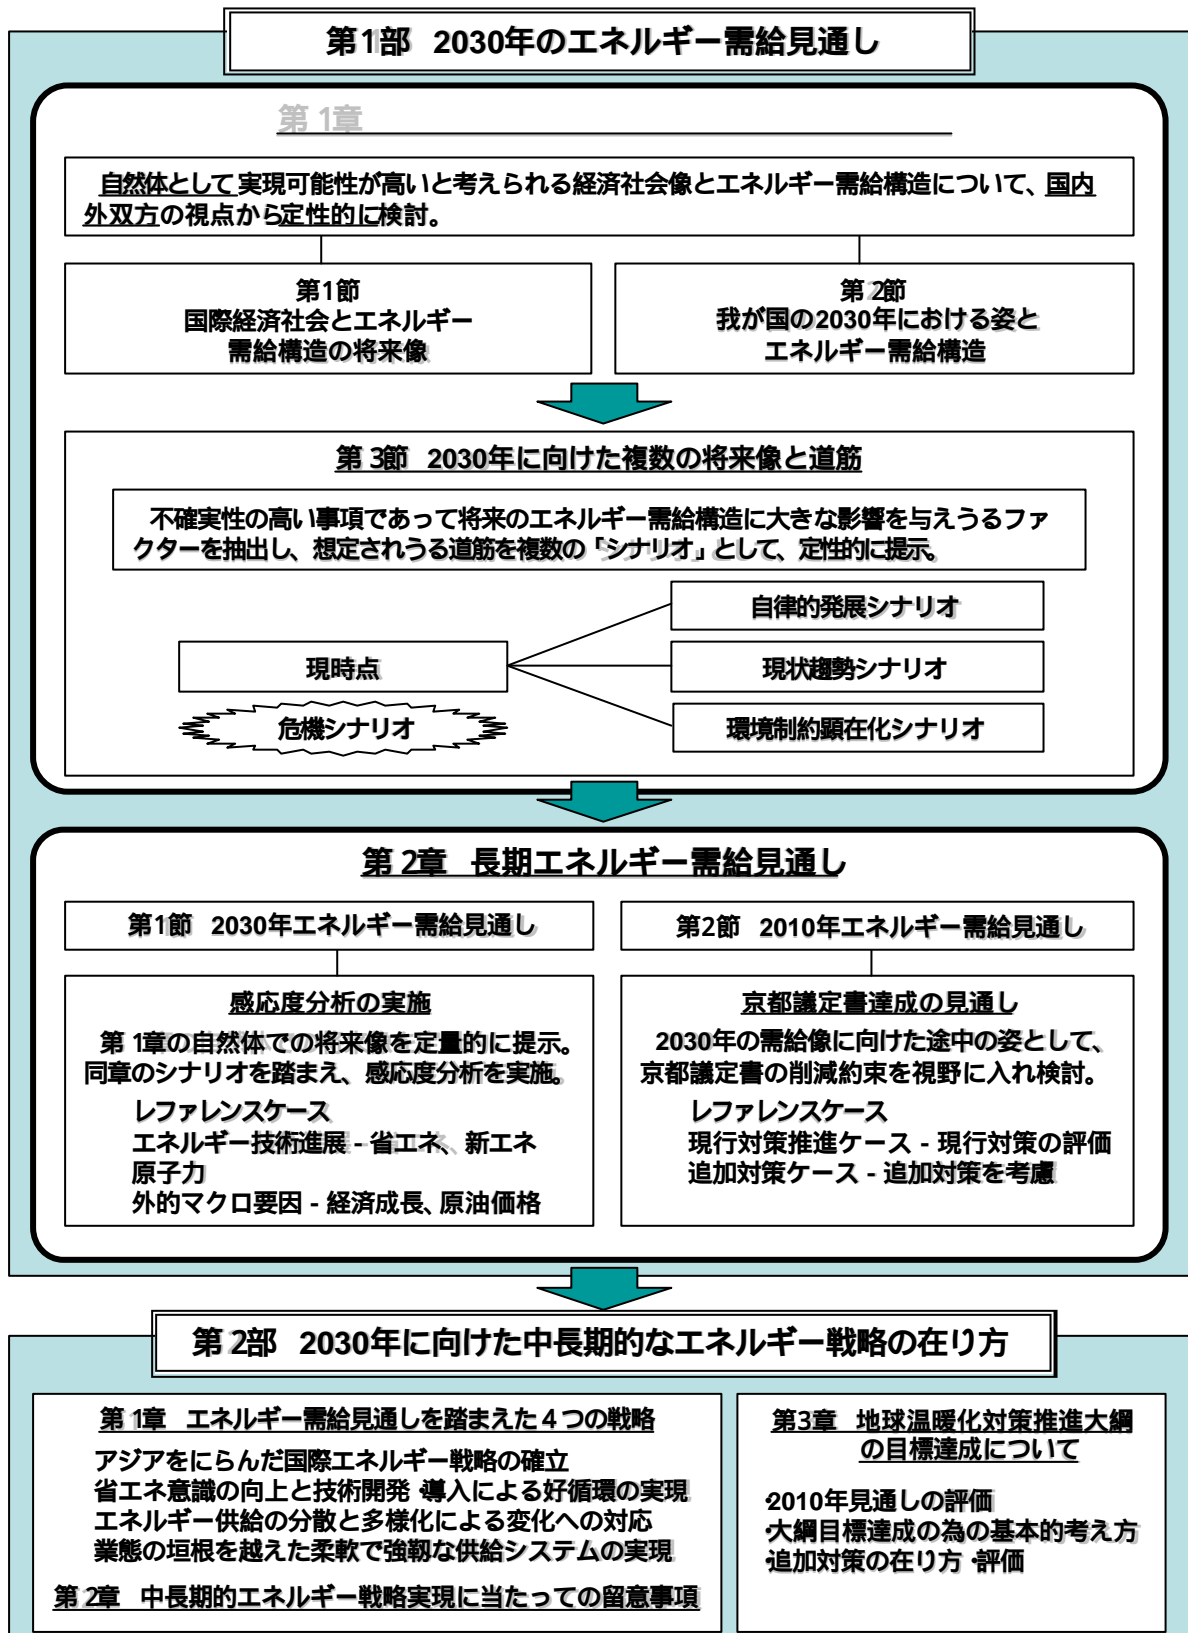 第1部 2030年のエネルギー需給見通し
第1章
自然体として実現可能性が高いと考えられる経済社会像とエネルギー需給構造について、国内
外双方の視点から定性的に検討。
第1節
国際経済社会とエネルギー
需給構造の将来像
第2節
我が国の2030年における姿と
エネルギー需給構造
第3節 2030年に向けた複数の将来像と道筋
不確実性の高い事項であって将来のエネルギー需給構造に大きな影響を与えうるファ
クターを抽出し、想定されうる道筋を複数の「シナリオ」として、定性的に提示。
自律的発展シナリオ
現時点
現状趨勢シナリオ
危機シナリオ
環境制約顕在化シナリオ
第2章 長期エネルギー需給見通し
第1節 2030年エネルギー需給見通し
感応度分析の実施
第1章の自然体での将来像を定量的に提示。
同章のシナリオを踏まえ、感応度分析を実施。
レファレンスケース
エネルギー技術進展 - 省エネ、新エネ
原子力
外的マクロ要因 - 経済成長、原油価格
第2節 2010年エネルギー需給見通し
京都議定書達成の見通し
2030年の需給像に向けた途中の姿として、
京都議定書の削減約束を視野に入れ検討。
レファレンスケース
現行対策推進ケース - 現行対策の評価
追加対策ケース - 追加対策を考慮
第2部 2030年に向けた中長期的なエネルギー戦略の在り方
第1章 エネルギー需給見通しを踏まえた4つの戦略
アジアをにらんだ国際エネルギー戦略の確立
省エネ意識の向上と技術開発・導入による好循環の実現
エネルギー供給の分散と多様化による変化への対応
業態の垣根を越えた柔軟で強靱な供給システムの実現
第2章 中長期的エネルギー戦略実現に当たっての留意事項
第3章 地球温暖化対策推進大綱
の目標達成について
・2010年見通しの評価
・大綱目標達成の為の基本的考え方
・追加対策の在り方・評価